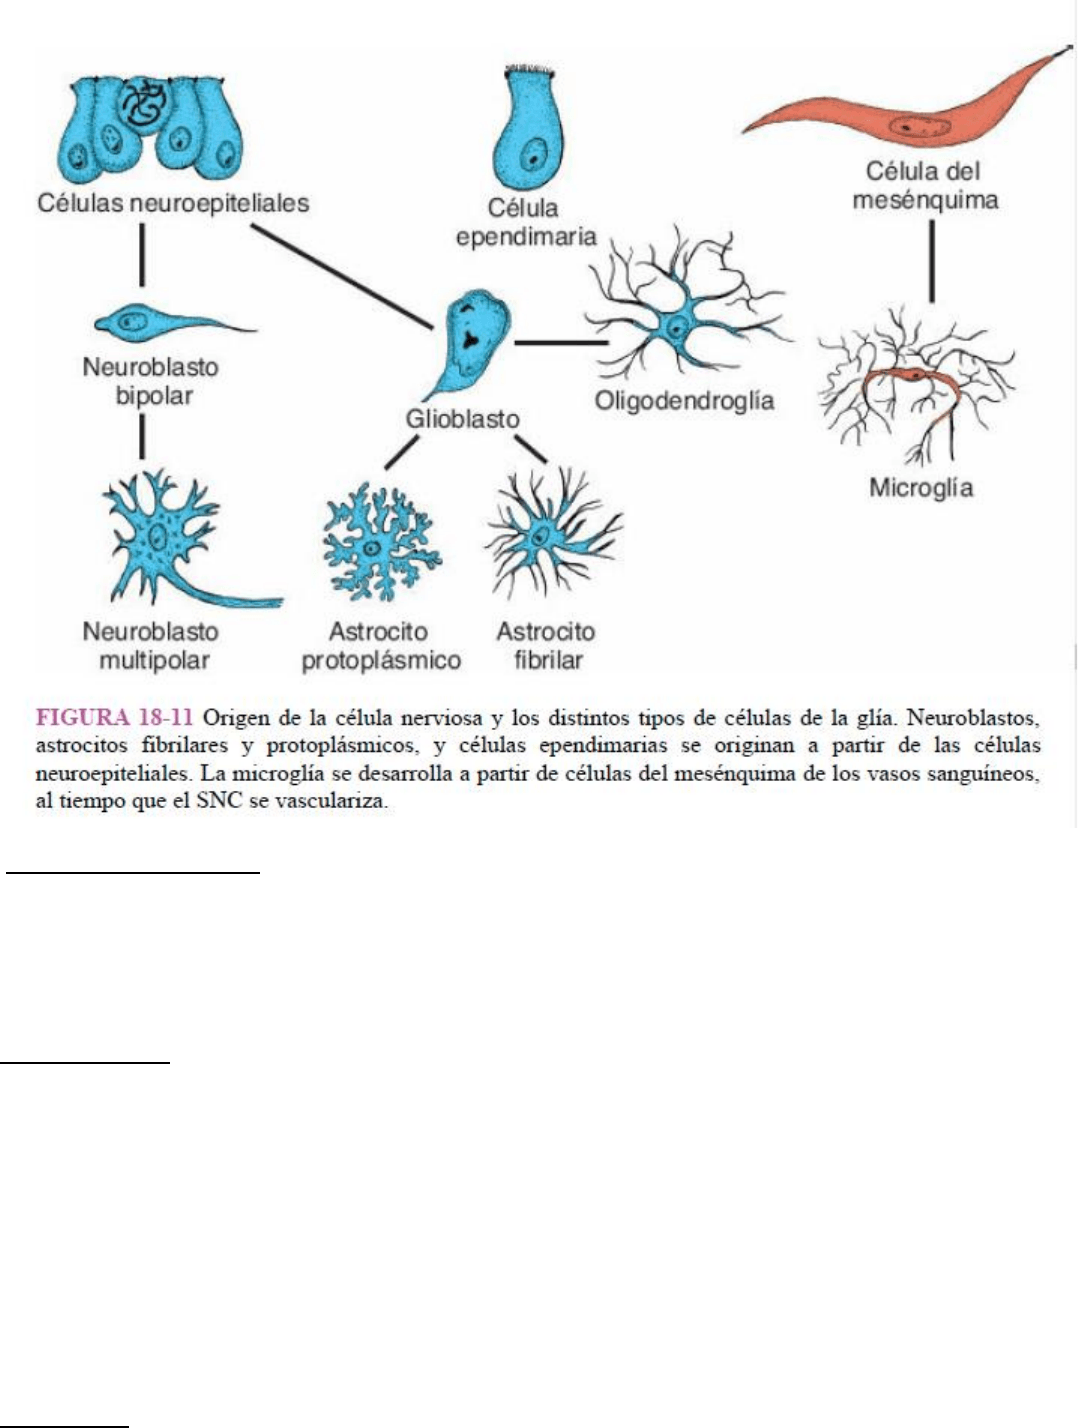 Células neuroepiteliales
Célula
ependimaria
Célula del
mesénquima
Neuroblasto
bipolar
Glioblasto
Oligodendroglía
Microglía
Neuroblasto
multipolar
Astrocito
protoplásmico
Astrocito
fibrilar
FIGURA 18-11 Origen de la célula nerviosa y los distintos tipos de células de la glía. Neuroblastos,
astrocitos fibrilares y protoplásmicos, y células ependimarias se originan a partir de las células
neuroepiteliales. La microglía se desarrolla a partir de células del mesénquima de los vasos sanguíneos,
al tiempo que el SNC se vasculariza.